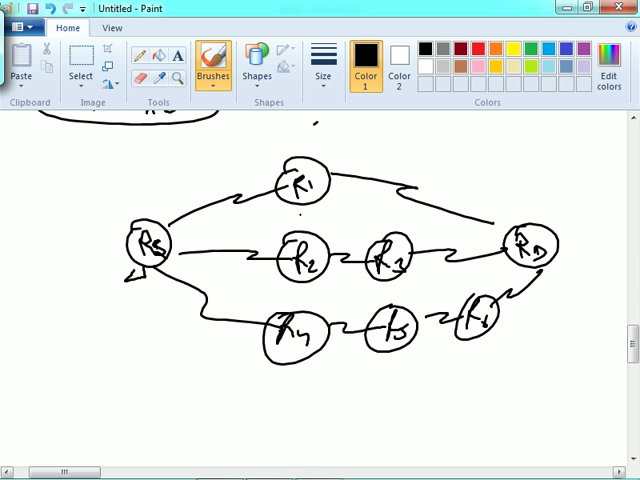 Untitled - Paint
Home View
Paste
Select
Brushes
Shapes
Size
Color 1
Color 2
Edit colors
Clipboard
Image
Tools
Shapes
Colors
R1
RS
R2
R3
RD
R4
R5
R6